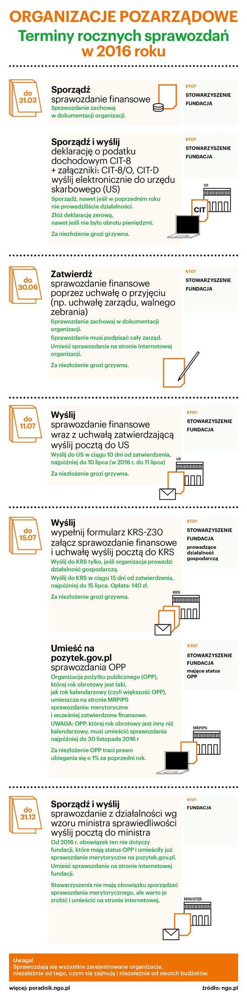 ORGANIZACJE POZARZĄDOWE
Terminy rocznych sprawozdań
w 2016 roku
do
31.03
Sporządź
sprawozdanie finansowe
Sprawozdanie zachowaj
w dokumentacji organizacji.
KTO?
STOWARZYSZENIE
FUNDACJA
Sporządź i wyślij
deklarację o podatku
dochodowym CIT-8
+ załączniki: CIT-8/O, CIT-D
wyślij elektronicznie do urzędu
skarbowego (US)
Sporządź, nawet jeśli w poprzednim roku
nie prowadziliście działalności.
Złóż deklarację zerową,
nawet jeśli nie było obrotu pieniędzmi.
Za niezłożenie grozi grzywna.
KTO?
STOWARZYSZENIE
FUNDACJA
US
CIT
do
30.06
Zatwierdź
sprawozdanie finansowe
poprzez uchwałę o przyjęciu
(np. uchwałę zarządu, walnego
zebrania)
Sprawozdanie zachowaj w dokumentacji
organizacji.
Sprawozdanie musi podpisać cały zarząd.
Umieść sprawozdanie na stronie internetowej
organizacji.
Za niezłożenie grozi grzywna.
KTO?
STOWARZYSZENIE
FUNDACJA
do
11.07
Wyślij
sprawozdanie finansowe
wraz z uchwałą zatwierdzającą
wyślij pocztą do US
Wyślij do US w ciągu 10 dni od zatwierdzenia,
najpóźniej do 10 lipca (w 2016 r. do 11 lipca)
Za niezłożenie grozi grzywna.
KTO?
STOWARZYSZENIE
FUNDACJA
US
do
15.07
Wyślij
wypełnij formularz KRS-Z30
załącz sprawozdanie finansowe
i uchwałę wyślij pocztą do KRS
Wyślij do KRS tylko, jeśli organizacja prowadzi
działalność gospodarczą.
Wyślij do KRS w ciągu 15 dni od zatwierdzenia,
najpóźniej do 15 lipca. Opłata: 140 zł.
Za niezłożenie grozi grzywna.
KTO?
STOWARZYSZENIE
FUNDACJA
prowadzące
działalność
gospodarczą
KRS
Umieść na
pozytek.gov.pl
sprawozdania OPP
Organizacja pożytku publicznego (OPP),
której rok obrotowy jest taki,
jak rok kalendarzowy (czyli większość OPP),
umieszcza na stronie MRPiPS
sprawozdania: merytoryczne
i wcześniej zatwierdzone finansowe.
UWAGA: OPP, której rok obrotowy jest inny niż
kalendarzowy, musi umieścić sprawozdania
najpóźniej do 30 listopada 2016 r
Za niezłożenie OPP traci prawo
ubiegania się o 1% za poprzedni rok.
KTO?
STOWARZYSZENIE
FUNDACJA
mające status
OPP
MRPiPS
do
31.12
Sporządź i wyślij
sprawozdanie z działalności wg
wzoru ministra sprawiedliwości
wyślij pocztą do ministra
Od 2016 r. obowiązek ten nie dotyczy
fundacji, które mają status OPP i umieściły już
sprawozdanie merytoryczne na pozytek.gov.pl.
Umieść sprawozdanie na stronie internetowej
fundacji.
Stowarzyszenia nie mają obowiązku sporządzać
sprawozdania merytorycznego, ale warto je
zrobić i umieścić na stronie internetowej.
KTO?
FUNDACJA
MINISTER
Uwaga!
Sprawozdają się wszystkie zarejestrowane organizacje,
niezależnie od tego, czym się zajmują i niezależnie od swoich budżetów.
więcej: poradnik.ngo.pl
źródło: ngo.pl